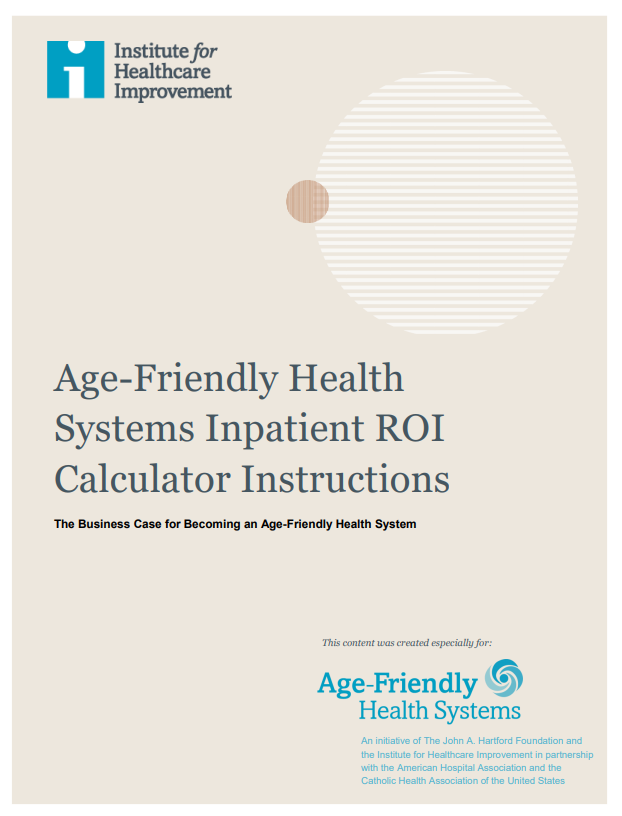 Institute for
Healthcare
Improvement
Age-Friendly Health
Systems Inpatient ROI
Calculator Instructions
The Business Case for Becoming an Age-Friendly Health System
This content was created especially for:
Age-Friendly
Health Systems
An initiative of The John A. Hartford Foundation and
the Institute for Healthcare Improvement in partnership
with the American Hospital Association and the
Catholic Health Association of the United States